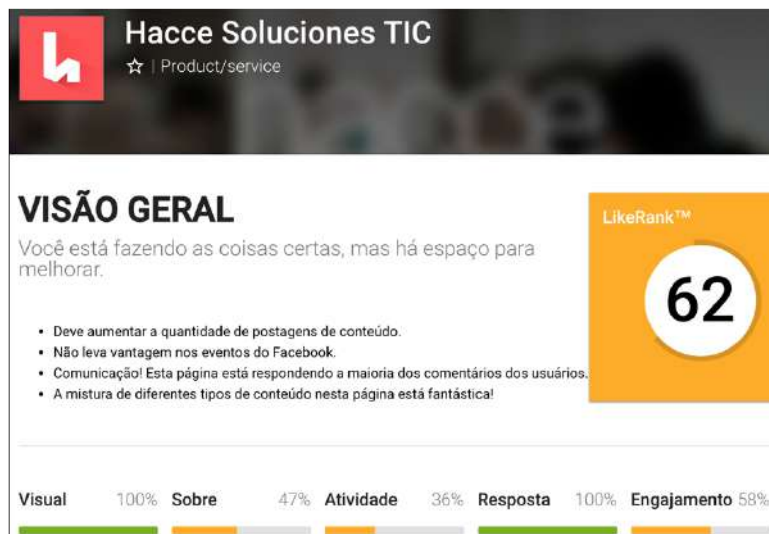 Hacce Soluciones TIC
☆ | Product/service
VISÃO GERAL
Você está fazendo as coisas certas, mas há espaço para
melhorar.
LikeRank™
62
• Deve aumentar a quantidade de postagens de conteúdo.
• Não leva vantagem nos eventos do Facebook.
• Comunicação! Esta página está respondendo a maioria dos comentários dos usuários.
• A mistura de diferentes tipos de conteúdo nesta página está fantástica!
Visual 100% Sobre 47% Atividade 36% Resposta 100% Engajamento 58%